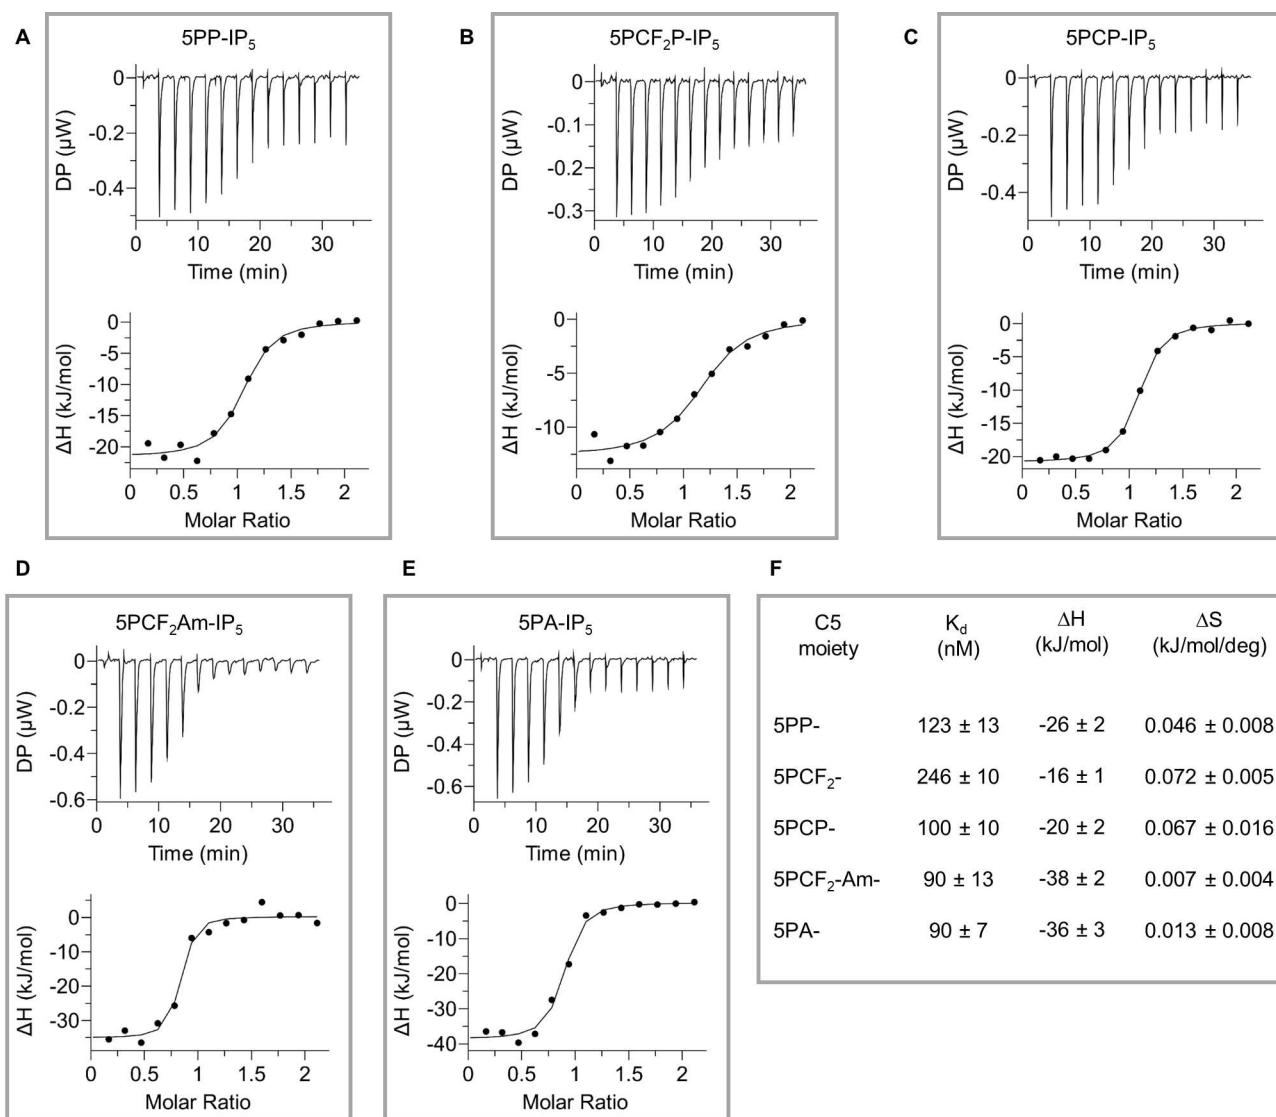 A
5PP-IP5
0
-0.2
-0.4
DP (µW)
0 10 20 30
Time (min)
0
-5
-10
-15
-20
ΔH (kJ/mol)
0 0.5 1 1.5 2
Molar Ratio
B
5PCF2P-IP5
0
-0.1
-0.2
-0.3
DP (µW)
0 10 20 30
Time (min)
0
-5
-10
ΔH (kJ/mol)
0 0.5 1 1.5 2
Molar Ratio
C
5PCP-IP5
0
-0.2
-0.4
DP (µW)
0 10 20 30
Time (min)
0
-5
-10
-15
-20
ΔH (kJ/mol)
0 0.5 1 1.5 2
Molar Ratio
D
5PCF2Am-IP5
0
-0.2
-0.4
-0.6
DP (µW)
0 10 20 30
Time (min)
0
-10
-20
-30
ΔH (kJ/mol)
0 0.5 1 1.5 2
Molar Ratio
E
5PA-IP5
0
-0.2
-0.4
-0.6
DP (µW)
0 10 20 30
Time (min)
0
-10
-20
-30
-40
ΔH (kJ/mol)
0 0.5 1 1.5 2
Molar Ratio
F
C5 Kd ΔH ΔS
moiety (nM) (kJ/mol) (kJ/mol/deg)
5PP- 123 ± 13 -26 ± 2 0.046 ± 0.008
5PCF2- 246 ± 10 -16 ± 1 0.072 ± 0.005
5PCP- 100 ± 10 -20 ± 2 0.067 ± 0.016
5PCF2-Am- 90 ± 13 -38 ± 2 0.007 ± 0.004
5PA- 90 ± 7 -36 ± 3 0.013 ± 0.008